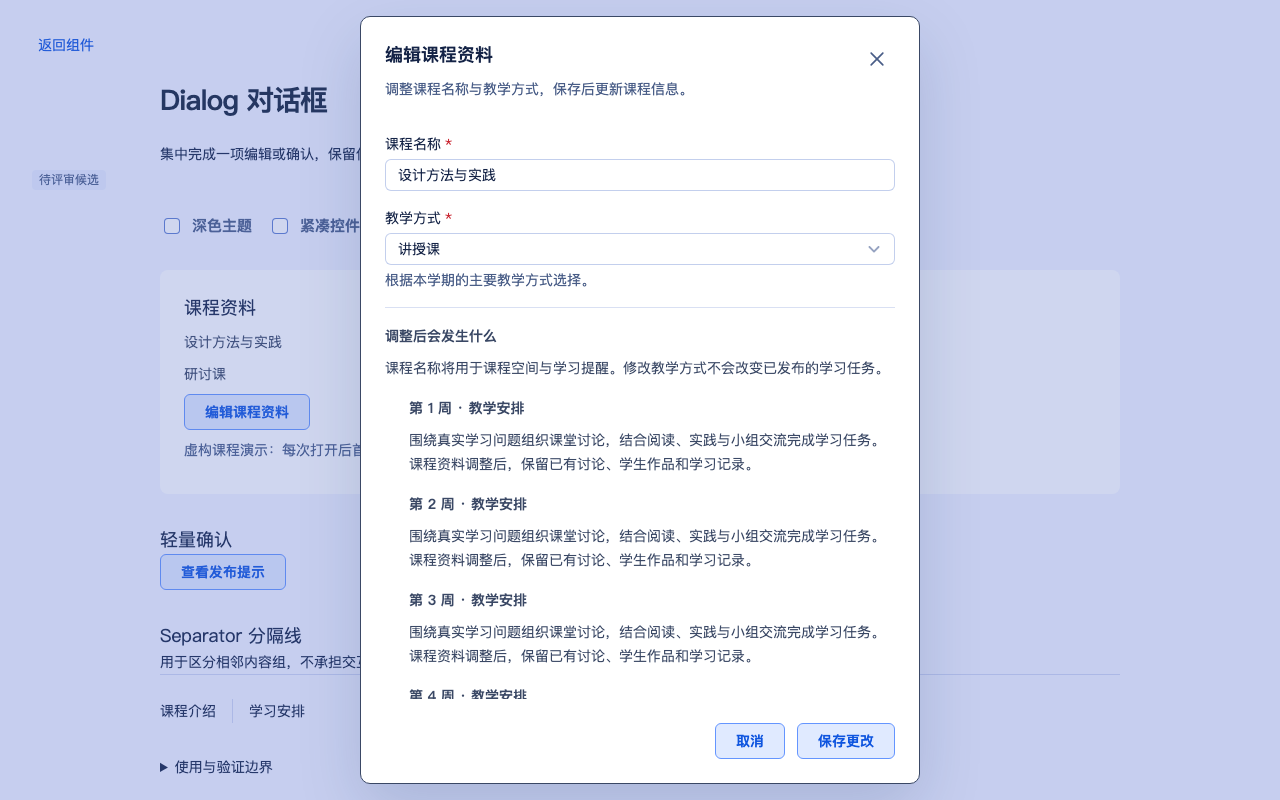 返回组件
Dialog 对话框
集中完成一项编辑或确认，保留
待评审候选
深色主题
紧凑控件
课程资料
设计方法与实践
研讨课
编辑课程资料
虚构课程演示：每次打开后
轻量确认
查看发布提示
Separator 分隔线
用于区分相邻内容组，不承担交
课程介绍
学习安排
使用与验证边界
编辑课程资料
调整课程名称与教学方式，保存后更新课程信息。
课程名称 *
设计方法与实践
教学方式 *
讲授课
根据本学期的主要教学方式选择。
调整后会发生什么
课程名称将用于课程空间与学习提醒。修改教学方式不会改变已发布的学习任务。
第 1 周 · 教学安排
围绕真实学习问题组织课堂讨论，结合阅读、实践与小组交流完成学习任务。
课程资料调整后，保留已有讨论、学生作品和学习记录。
第 2 周 · 教学安排
围绕真实学习问题组织课堂讨论，结合阅读、实践与小组交流完成学习任务。
课程资料调整后，保留已有讨论、学生作品和学习记录。
第 3 周 · 教学安排
围绕真实学习问题组织课堂讨论，结合阅读、实践与小组交流完成学习任务。
课程资料调整后，保留已有讨论、学生作品和学习记录。
第 4 周 · 教学安排
取消
保存更改